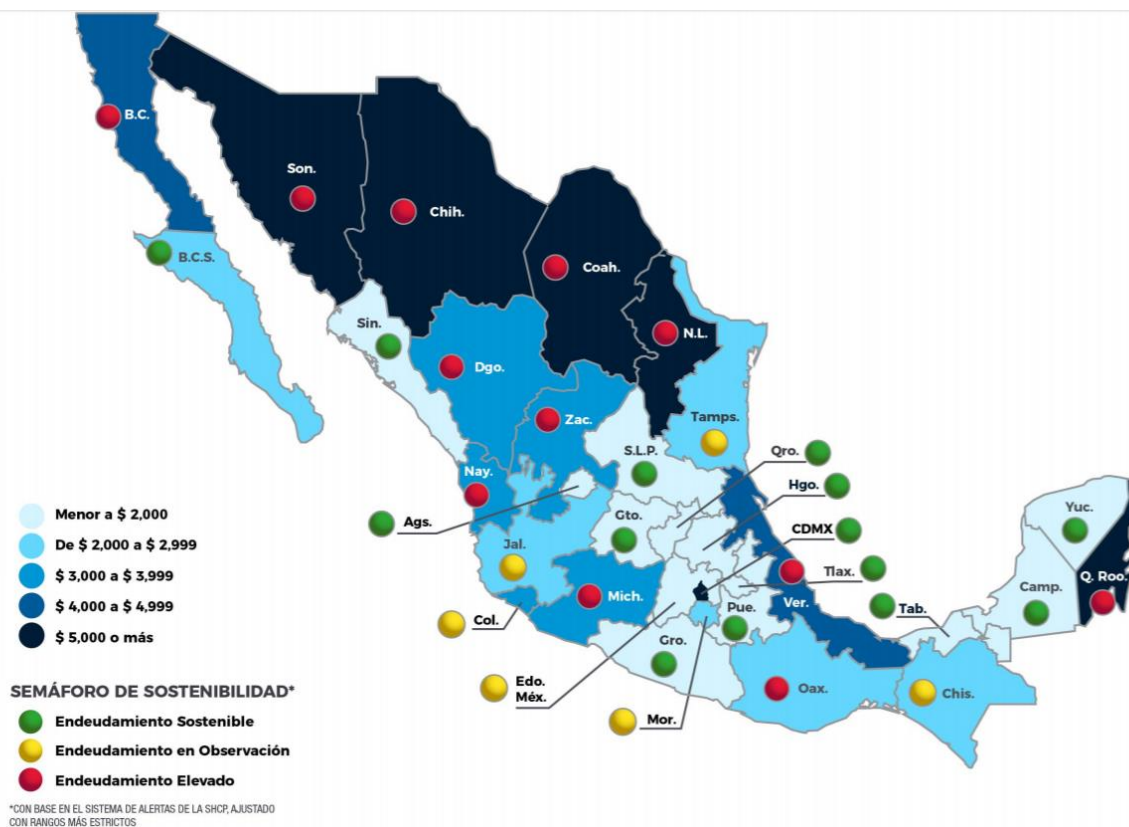 B.C.
Son.
Chih.
B.C.S.
Coah.
Sin.
N.L.
Dgo.
Zac.
Tamps.
S.L.P.
Qro.
Nay.
Hgo.
Ags.
Gto.
CDMX
Yuc.
Jal.
Tlax.
Camp.
Q. Roo.
Mich.
Pue.
Ver.
Tab.
Col.
Gro.
Edo.
Méx.
Oax.
Chis.
Mor.
Menor a $ 2,000
De $ 2,000 a $ 2,999
$ 3,000 a $ 3,999
$ 4,000 a $ 4,999
$ 5,000 o más
SEMÁFORO DE SOSTENIBILIDAD*
Endeudamiento Sostenible
Endeudamiento en Observación
Endeudamiento Elevado
*CON BASE EN EL SISTEMA DE ALERTAS DE LA SHCP, AJUSTADO
CON RANGOS MÁS ESTRICTOS